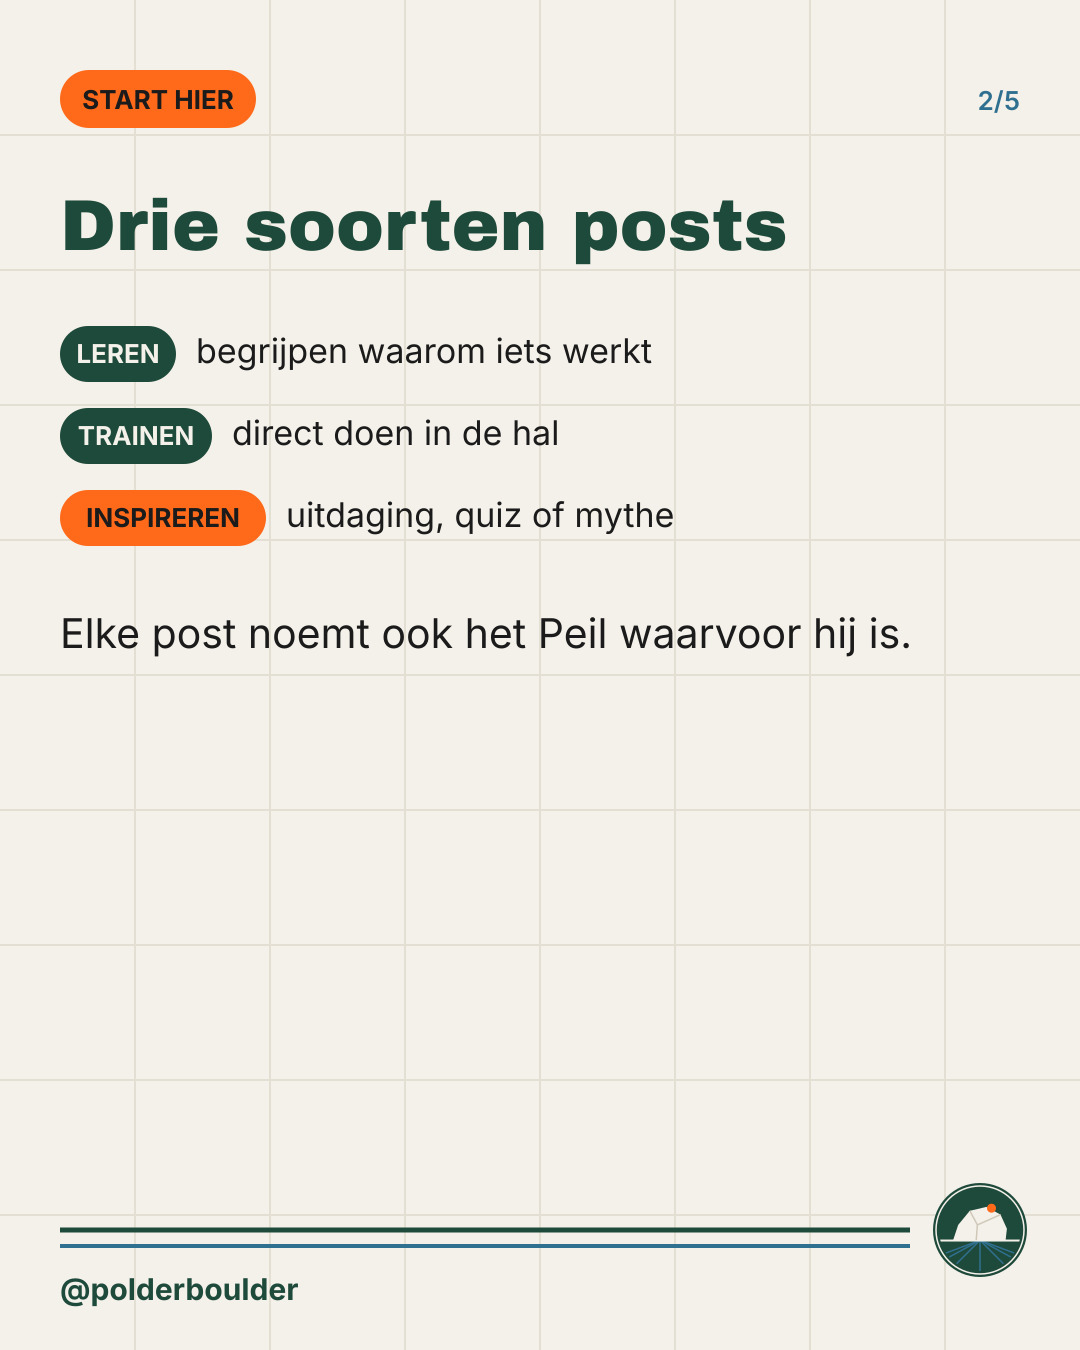 START HIER
2/5
Drie soorten posts
LEREN begrijpen waarom iets werkt
TRAINEN direct doen in de hal
INSPIREREN uitdaging, quiz of mythe
Elke post noemt ook het Peil waarvoor hij is.
@polderboulder